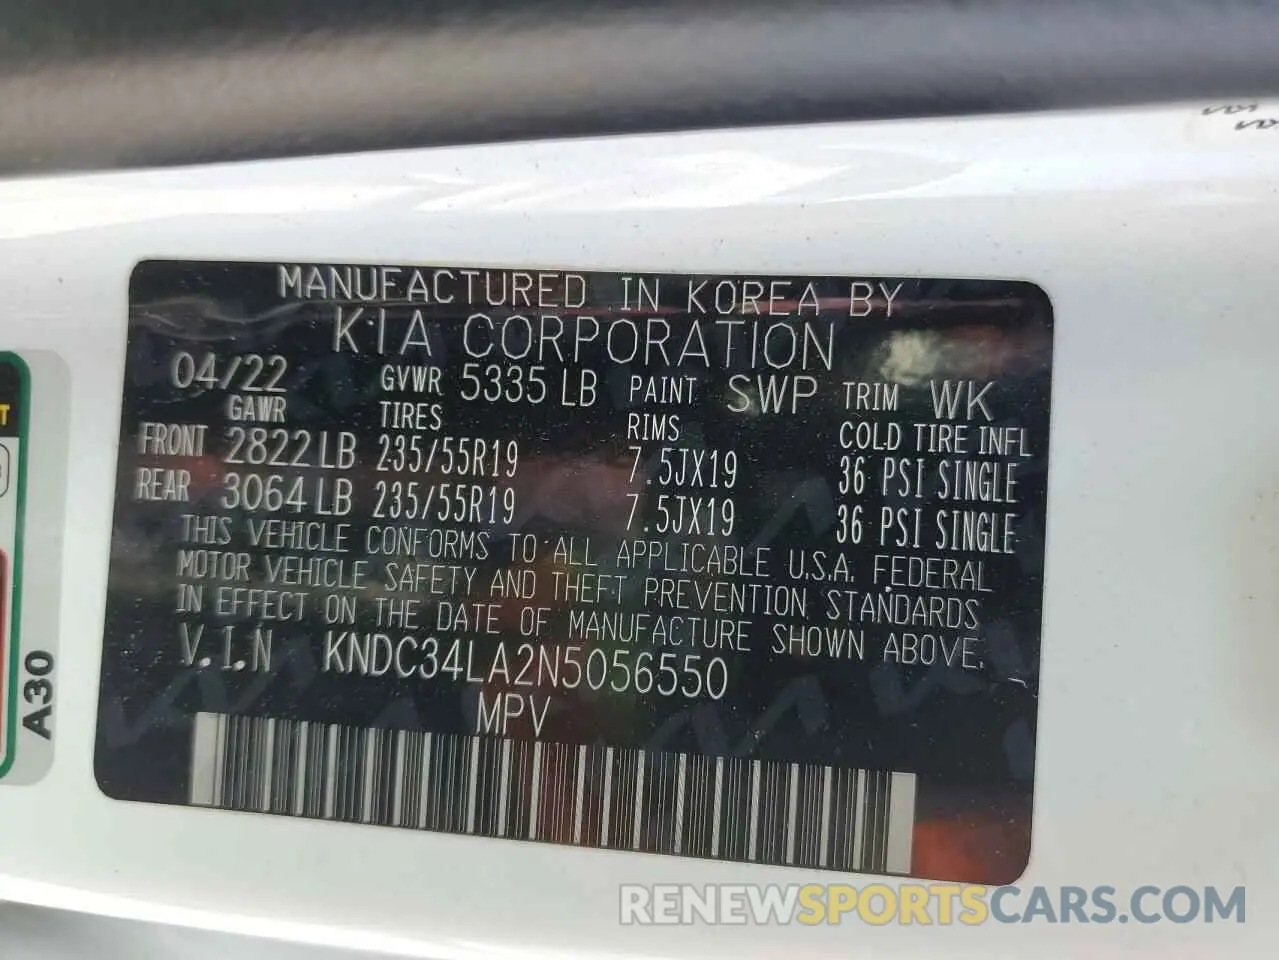 MANUFACTURED IN KOREA BY
KIA CORPORATION
04/22 GVWR 5335 LB PAINT SWP TRIM WK
GAWR TIRES RIMS COLD TIRE INFL
FRONT 2822 LB 235/55R19 7.5JX19 36 PSI SINGLE
REAR 3064 LB 235/55R19 7.5JX19 36 PSI SINGLE
THIS VEHICLE CONFORMS TO ALL APPLICABLE U.S.A. FEDERAL
MOTOR VEHICLE SAFETY AND THEFT PREVENTION STANDARDS
IN EFFECT ON THE DATE OF MANUFACTURE SHOWN ABOVE.
V.I.N KNDC34LA2N5056550
MPV
A30
RENEWSPORTSCARS.COM